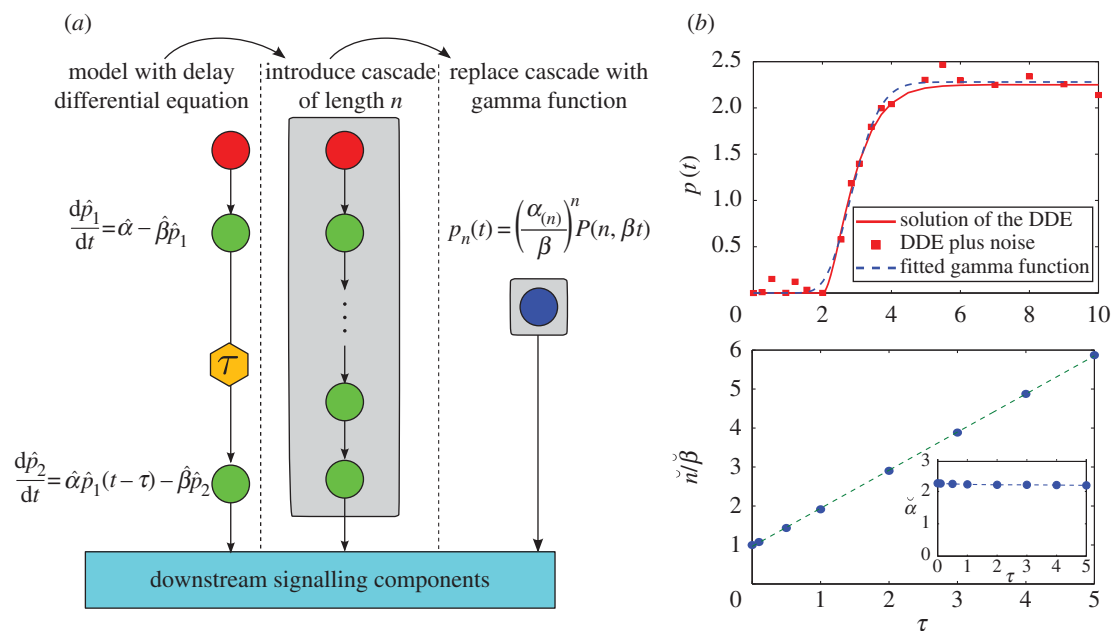 (a)
model with delay
differential equation
introduce cascade
of length n
replace cascade with
gamma function
dp̂₁/dt = α̂ − β̂p̂₁
τ
dp̂₂/dt = α̂p̂₁(t − τ) − β̂p̂₂
pₙ(t) = (α₍ₙ₎/β)ⁿ P(n, βt)
downstream signalling components
(b)
2.5
2.0
1.5
1.0
0.5
p(t)
solution of the DDE
DDE plus noise
fitted gamma function
0 2 4 6 8 10
6
5
4
3
2
1
n̆/β̆
3
2
1
0
ᾰ
0 1 2 3 4 5
τ
0 1 2 3 4 5
τ